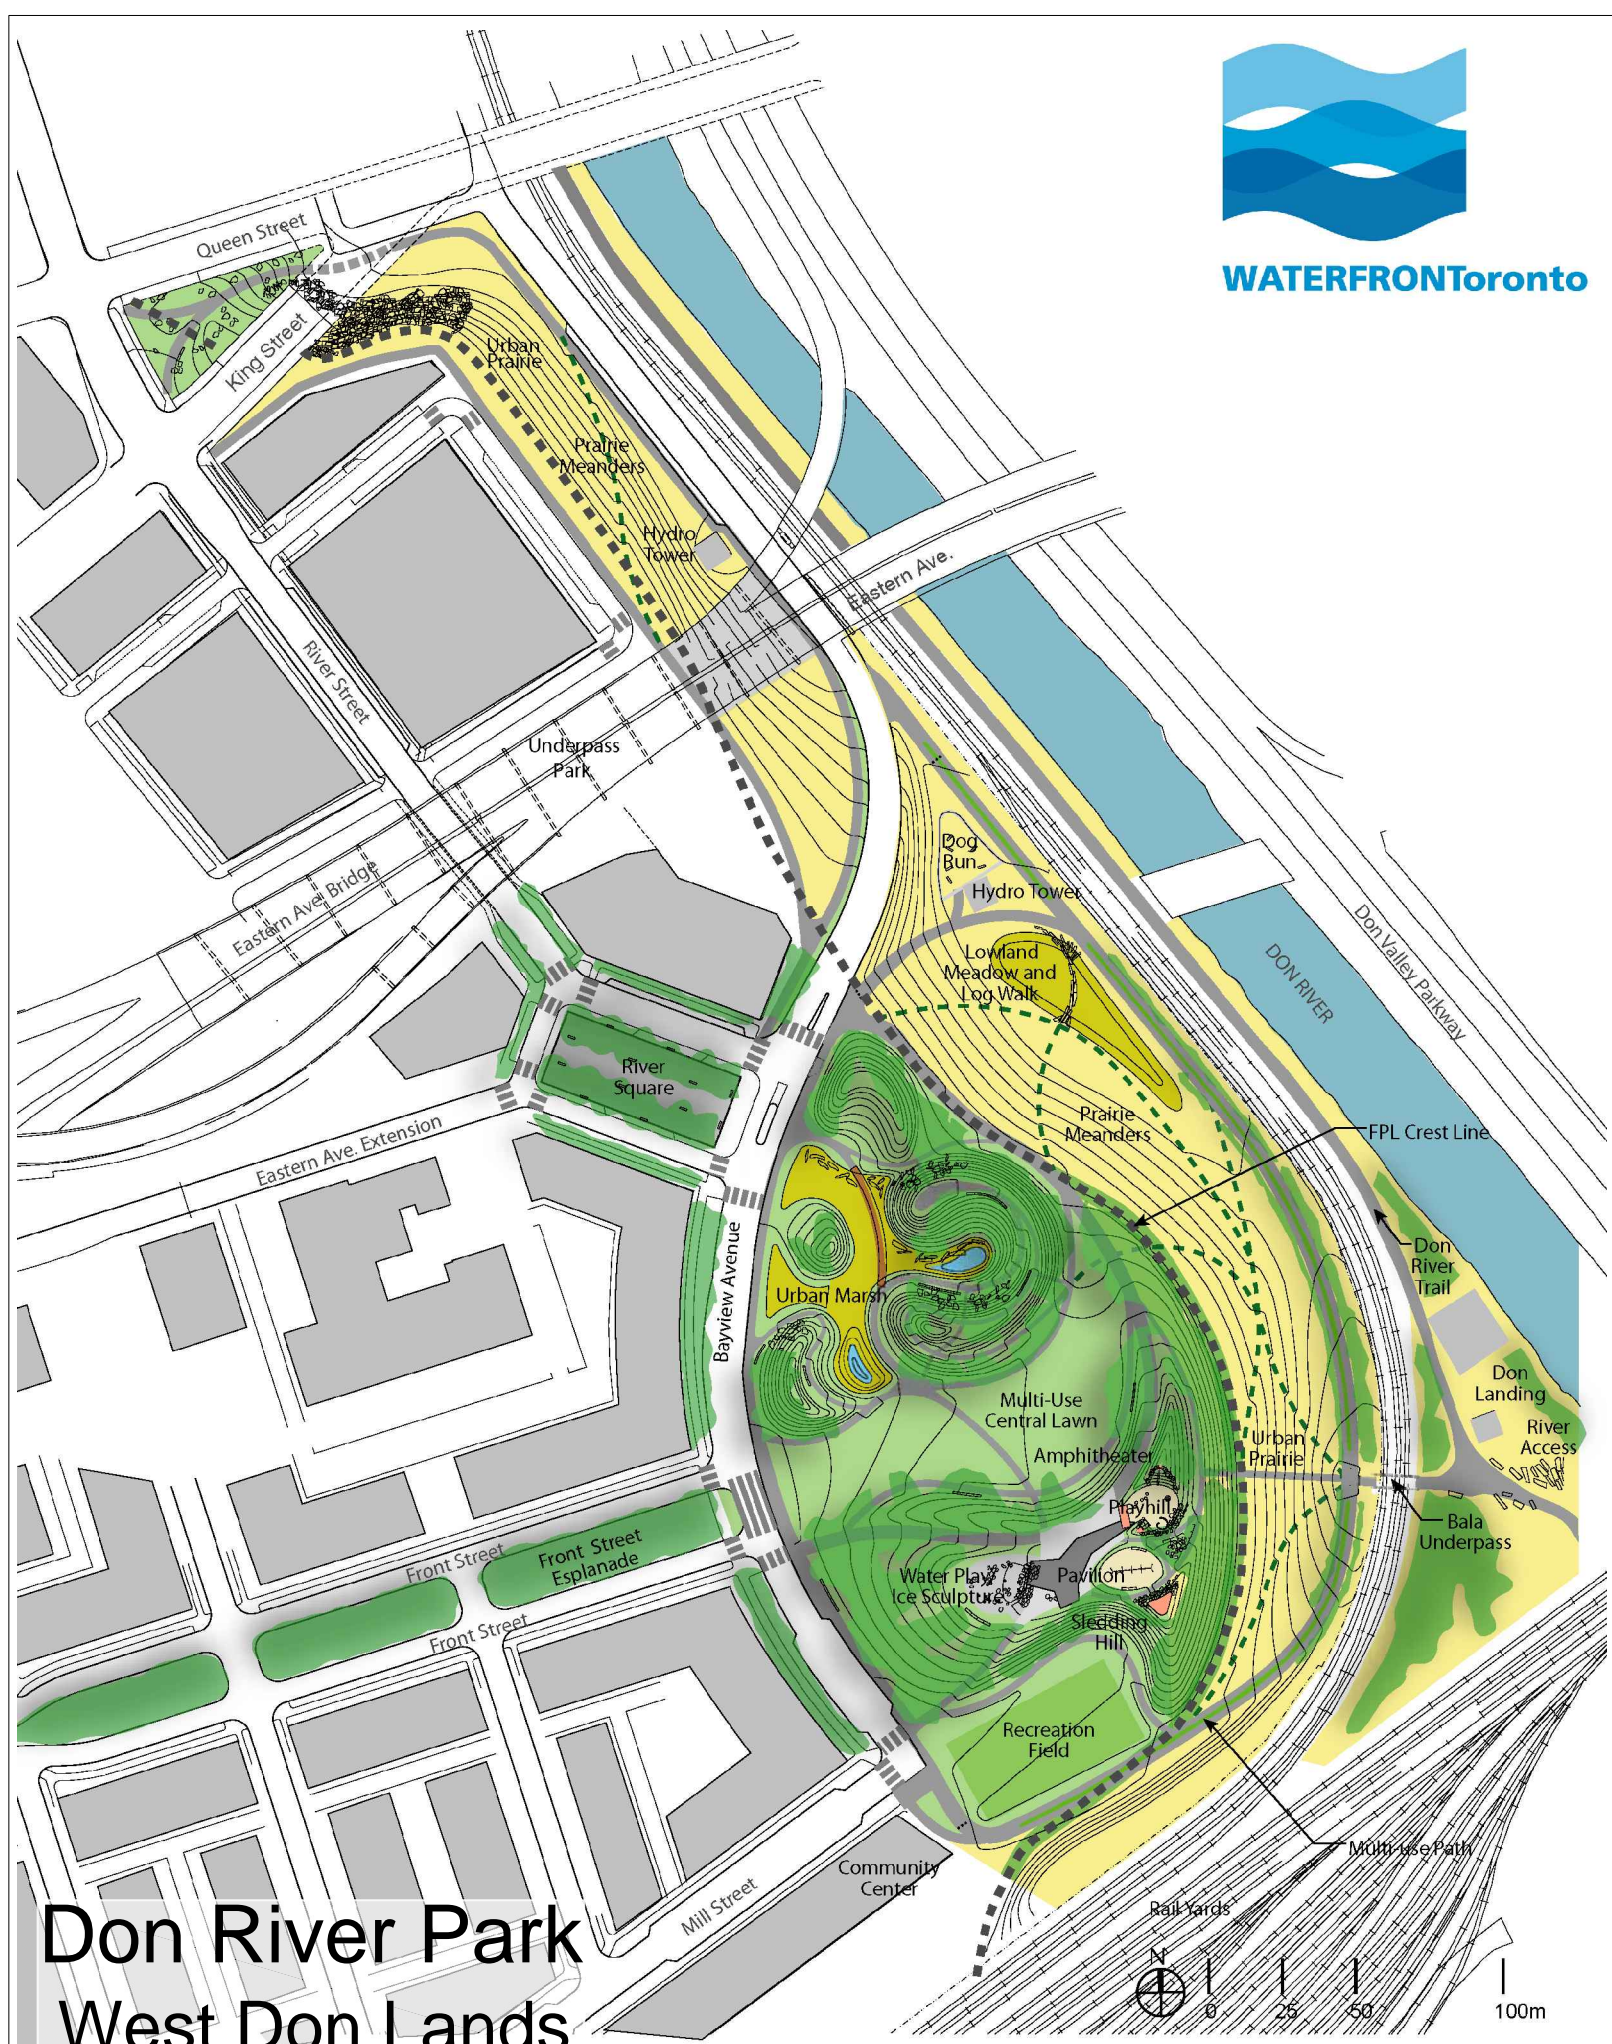 WATERFRONToronto
Queen Street
King Street
Urban
Prairie
Prairie
Meanders
Hydro
Tower
Eastern Ave.
River Street
Underpass
Park
Dog
Run
Hydro Tower
Eastern Ave. Bridge
Lowland
Meadow and
Log Walk
Don Valley Parkway
DON RIVER
River
Square
Prairie
Meanders
FPL Crest Line
Eastern Ave. Extension
Don
River
Trail
Bayview Avenue
Urban Marsh
Don
Landing
Multi-Use
Central Lawn
River
Access
Urban
Prairie
Amphitheater
Playhill
Bala
Underpass
Front Street
Front Street
Esplanade
Water Play/
Ice Sculpture
Pavilion
Front Street
Sledding
Hill
Recreation
Field
Multi-use Path
Community
Center
Mill Street
Rail Yards
Don River Park
West Don Lands
N
0 25 50 100m